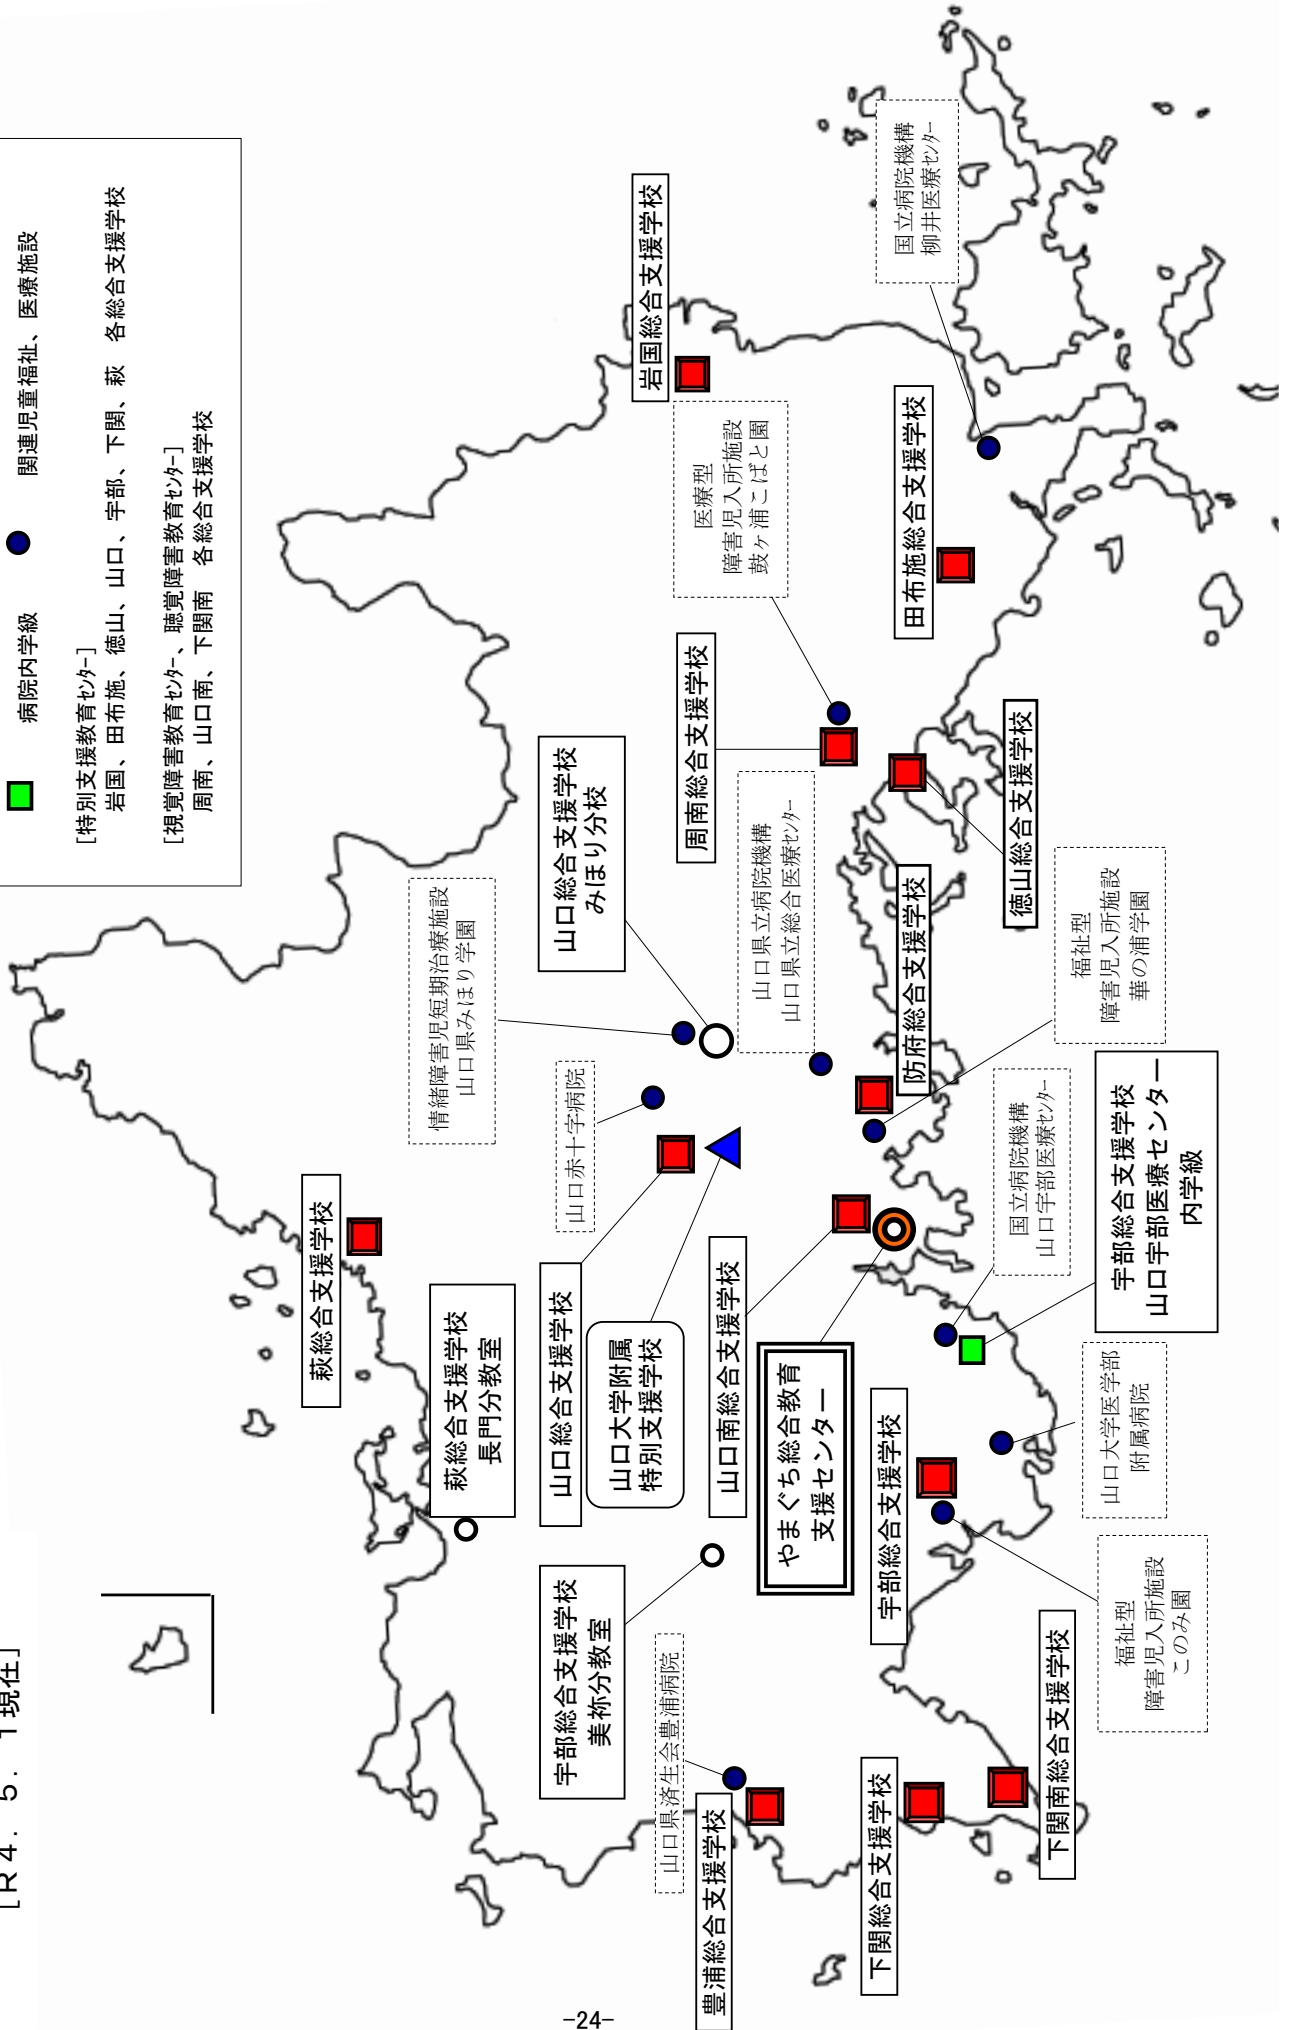 [Ｒ４．５．１現在]
病院内学級
関連児童福祉、医療施設
[特別支援教育センター]
岩国、田布施、徳山、山口、宇部、下関、萩　各総合支援学校
[視覚障害教育センター、聴覚障害教育センター]
周南、山口南、下関南　各総合支援学校
萩総合支援学校
萩総合支援学校
長門分教室
情緒障害児短期治療施設
山口県みほり学園
山口総合支援学校
みほり分校
山口赤十字病院
山口総合支援学校
山口大学附属
特別支援学校
宇部総合支援学校
美祢分教室
山口県済生会豊浦病院
豊浦総合支援学校
岩国総合支援学校
医療型
障害児入所施設
鼓ヶ浦こばと園
周南総合支援学校
山口県立病院機構
山口県立総合医療センター
山口南総合支援学校
やまぐち総合教育
支援センター
国立病院機構
柳井医療センター
田布施総合支援学校
防府総合支援学校
宇部総合支援学校
下関総合支援学校
徳山総合支援学校
国立病院機構
山口宇部医療センター
福祉型
障害児入所施設
華の浦学園
宇部総合支援学校
山口宇部医療センター
内学級
山口大学医学部
附属病院
福祉型
障害児入所施設
このみ園
下関南総合支援学校
-24-